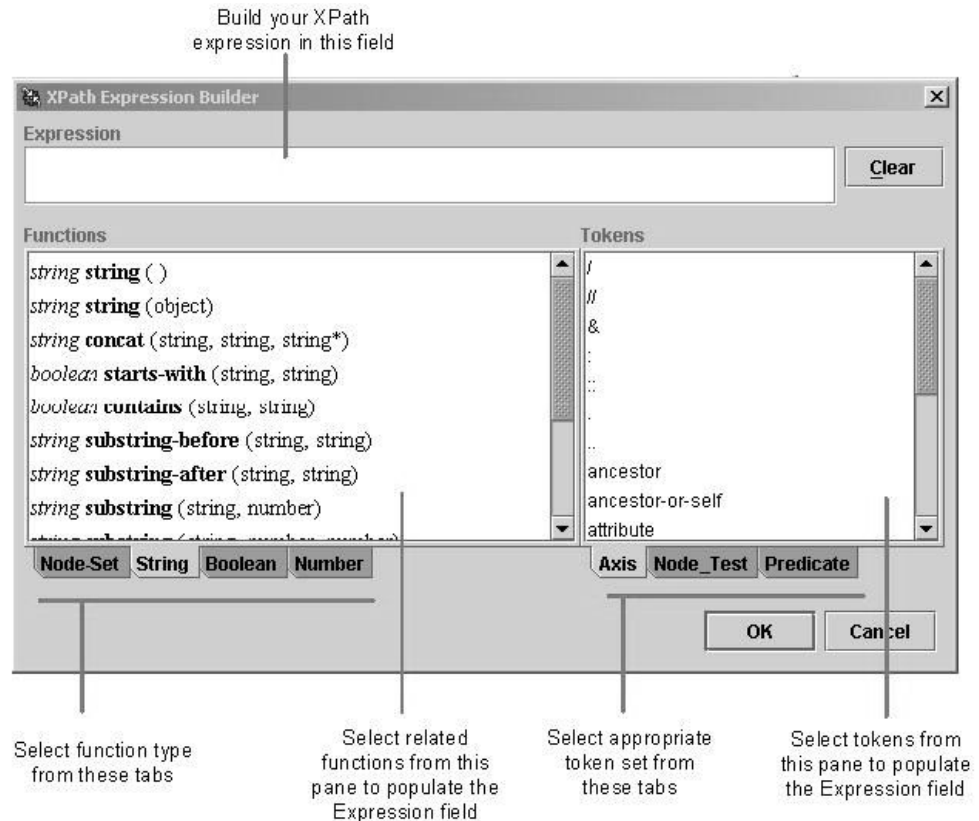 Build your XPath
expression in this field
XPath Expression Builder
Expression
Clear
Functions
Tokens
string string ( )
string string (object)
string concat (string, string, string*)
boolean starts-with (string, string)
boolean contains (string, string)
string substring-before (string, string)
string substring-after (string, string)
string substring (string, number)
string substring (string, number, number)
/
//
&
:
::
.
..
ancestor
ancestor-or-self
attribute
Node-Set String Boolean Number
Axis Node_Test Predicate
OK Cancel
Select function type
from these tabs
Select related
functions from this
pane to populate the
Expression field
Select appropriate
token set from
these tabs
Select tokens from
this pane to populate
the Expression field